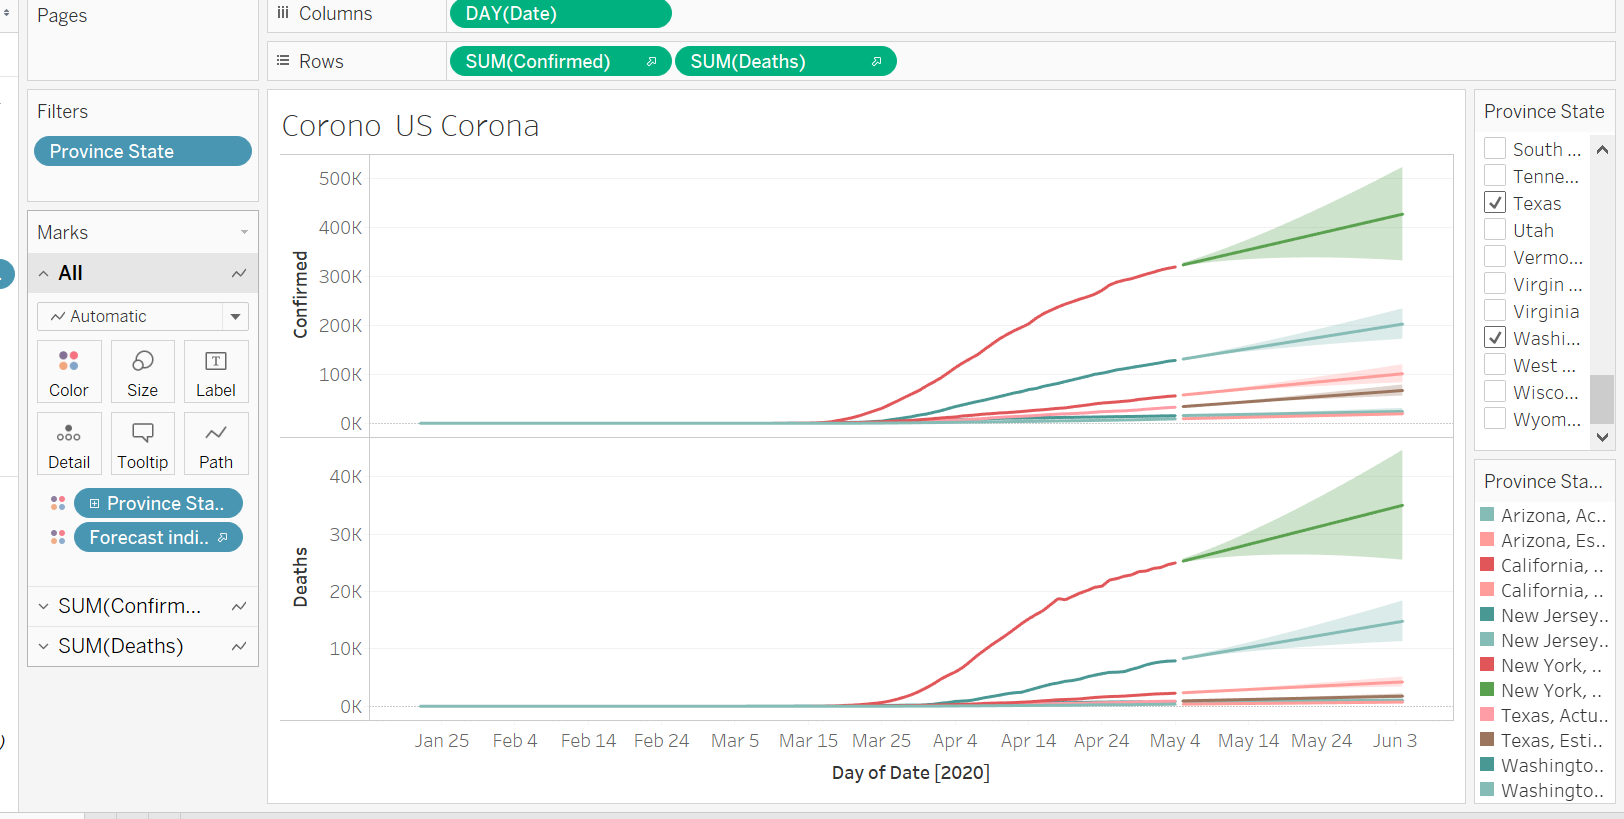 Pages
Columns
DAY(Date)
Rows
SUM(Confirmed)
SUM(Deaths)
Filters
Province State
Marks
All
Automatic
Color
Size
Label
Detail
Tooltip
Path
Province Sta..
Forecast indi..
SUM(Confirm...
SUM(Deaths)
Corono  US Corona
Confirmed
500K
400K
300K
200K
100K
0K
Deaths
40K
30K
20K
10K
0K
Jan 25
Feb 4
Feb 14
Feb 24
Mar 5
Mar 15
Mar 25
Apr 4
Apr 14
Apr 24
May 4
May 14
May 24
Jun 3
Day of Date [2020]
Province State
South ...
Tenne...
Texas
Utah
Vermo...
Virgin ...
Virginia
Washi...
West ...
Wisco...
Wyom...
Province Sta...
Arizona, Ac..
Arizona, Es..
California, ..
California, ..
New Jersey..
New Jersey..
New York, ..
New York, ..
Texas, Actu..
Texas, Esti..
Washingto..
Washingto..
)